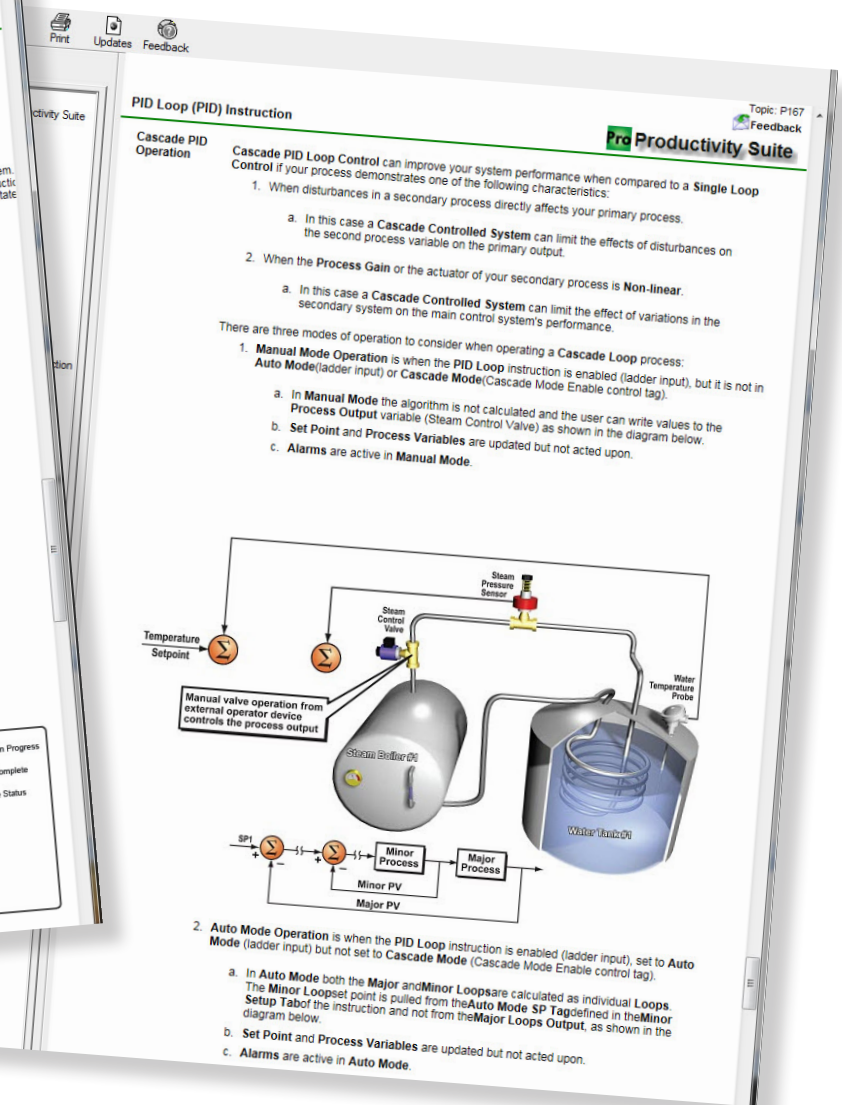 Print
Updates
Feedback
ctivity Suite
ction
em.
uctio
tate
n Progress
omplete
Status
Topic: P167
Feedback
PID Loop (PID) Instruction
Pro Productivity Suite
Cascade PID
Operation
Cascade PID Loop Control can improve your system performance when compared to a Single Loop
Control if your process demonstrates one of the following characteristics:
1. When disturbances in a secondary process directly affects your primary process.
a. In this case a Cascade Controlled System can limit the effects of disturbances on
the second process variable on the primary output.
2. When the Process Gain or the actuator of your secondary process is Non-linear.
a. In this case a Cascade Controlled System can limit the effect of variations in the
secondary system on the main control system's performance.
There are three modes of operation to consider when operating a Cascade Loop process:
1. Manual Mode Operation is when the PID Loop instruction is enabled (ladder input), but it is not in
Auto Mode(ladder input) or Cascade Mode(Cascade Mode Enable control tag).
a. In Manual Mode the algorithm is not calculated and the user can write values to the
Process Output variable (Steam Control Valve) as shown in the diagram below.
b. Set Point and Process Variables are updated but not acted upon.
c. Alarms are active in Manual Mode.
Steam
Pressure
Sensor
Steam
Control
Valve
Temperature
Setpoint
Σ
Σ
Water
Temperature
Probe
Manual valve operation from
external operator device
controls the process output
Steam Boiler #1
Water Tank #1
SP1
Σ
+
−
Σ
+
−
Minor
Process
Major
Process
Minor PV
Major PV
2. Auto Mode Operation is when the PID Loop instruction is enabled (ladder input), set to Auto
Mode (ladder input) but not set to Cascade Mode (Cascade Mode Enable control tag).
a. In Auto Mode both the Major andMinor Loopsare calculated as individual Loops.
The Minor Loopset point is pulled from theAuto Mode SP Tagdefined in theMinor
Setup Tabof the instruction and not from theMajor Loops Output, as shown in the
diagram below.
b. Set Point and Process Variables are updated but not acted upon.
c. Alarms are active in Auto Mode.